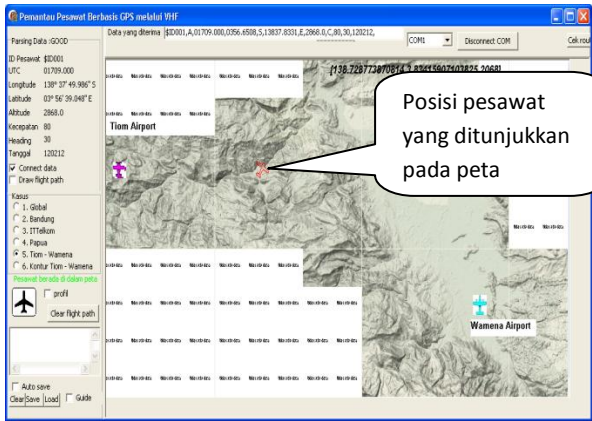 Pemantau Pesawat Berbasis GPS melalui VHF
Parsing Data :GOOD
Data yang diterima
$ID001,A,01709.000,0356.6508,S,13837.8331,E,2868.0,C,80,30,120212,
COM1
Disconnect COM
Cek rout
ID Pesawat $ID001
UTC 01709.000
Longitude 138° 37' 49.986" S
Latitude 03° 56' 39.048" E
Altitude 2868.0
Kecepatan 80
Heading 30
Tanggal 120212
Connect data
Draw flight path
Kasus
1. Global
2. Bandung
3. ITTelkom
4. Papua
5. Tiom - Wamena
6. Kontur Tiom - Wamena
Pesawat berada di dalam peta
profil
Clear flight path
Auto save
Clear
Save
Load
Guide
Tiom Airport
Posisi pesawat
yang ditunjukkan
pada peta
Wamena Airport